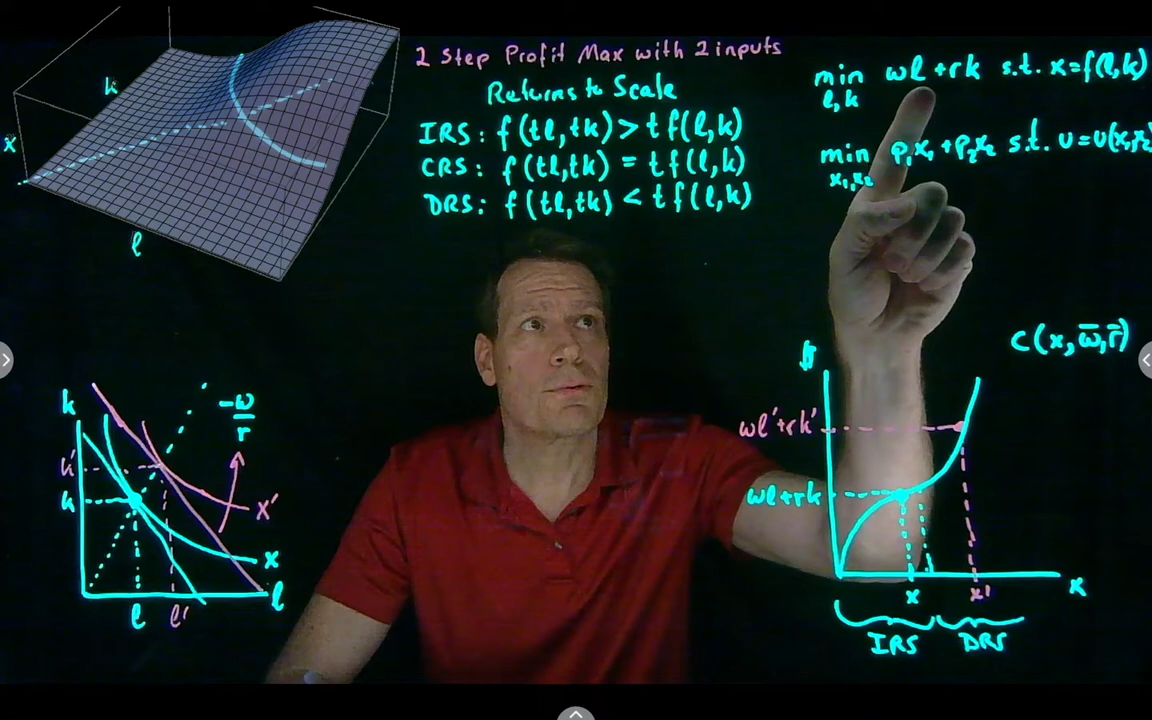 2 Step Profit Max with 2 inputs
Returns to Scale
IRS: f(tl,tk) > t f(l,k)
CRS: f(tl,tk) = t f(l,k)
DRS: f(tl,tk) < t f(l,k)
min wl + rk s.t. x = f(l,k)
l, k
min p₁x₁ + p₂x₂ s.t. u = u(x₁,x₂
x₁,x₂
k
x
l
c(x, w̄, r̄)
$
wl' + rk'
wl + rk
x
x'
x
IRS
DRS
k
-w/r
k'
k
x'
x
l
l'
l